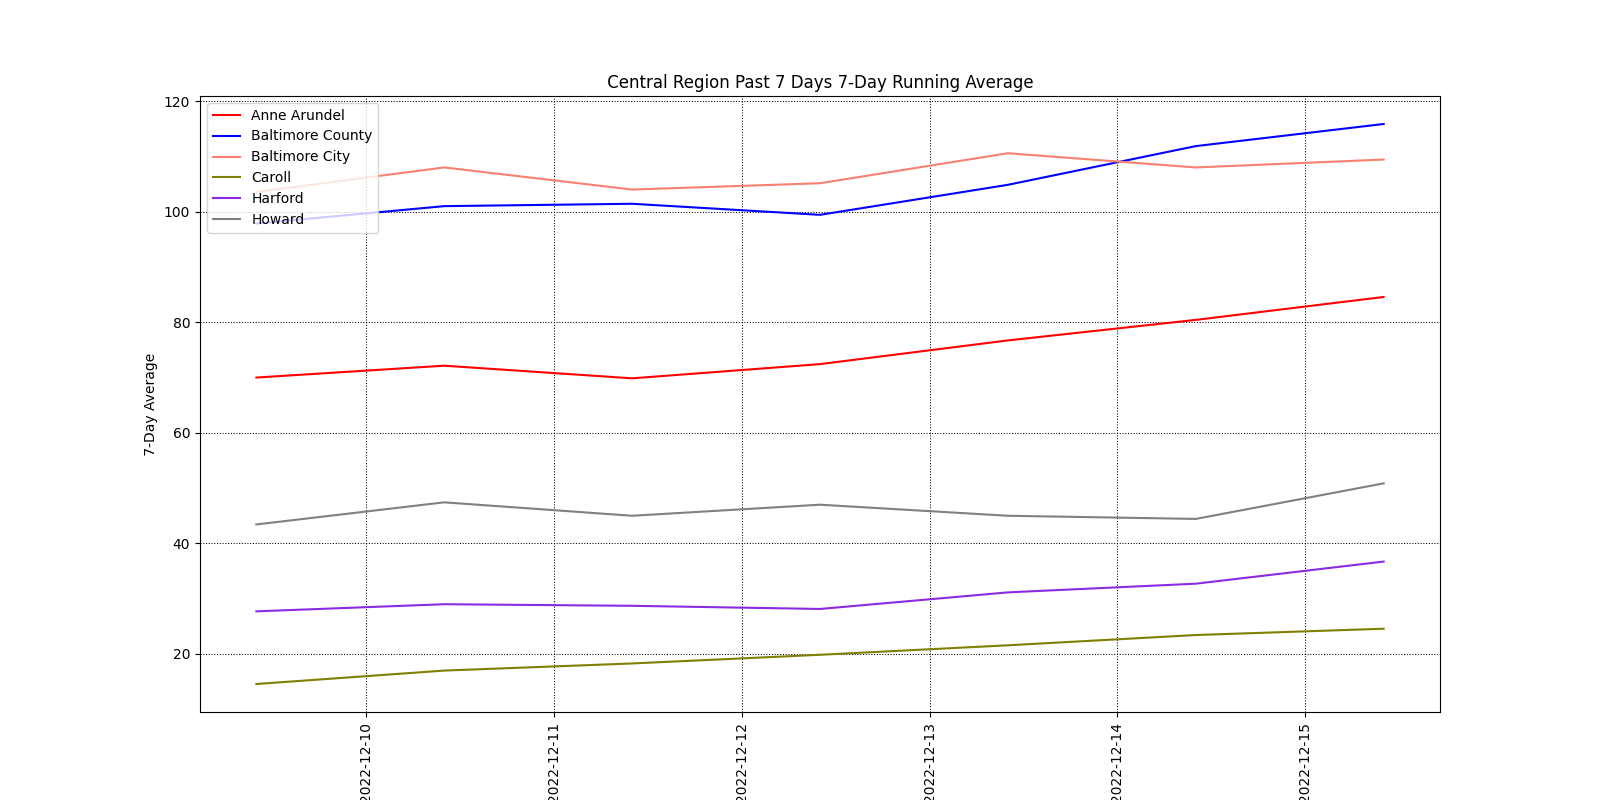 Central Region Past 7 Days 7-Day Running Average
120
100
80
60
40
20
7-Day Average
Anne Arundel
Baltimore County
Baltimore City
Caroll
Harford
Howard
2022-12-10
2022-12-11
2022-12-12
2022-12-13
2022-12-14
2022-12-15